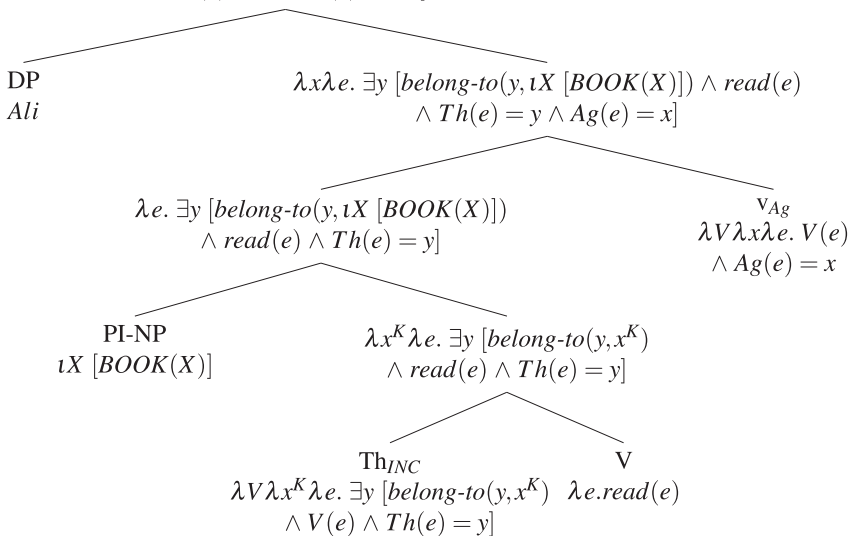 DP
Ali
λxλe. ∃y [belong-to(y, ιX [BOOK(X)]) ∧ read(e)
∧ Th(e) = y ∧ Ag(e) = x]
λe. ∃y [belong-to(y, ιX [BOOK(X)])
∧ read(e) ∧ Th(e) = y]
v_Ag
λVλxλe. V(e)
∧ Ag(e) = x
PI-NP
ιX [BOOK(X)]
λx^K λe. ∃y [belong-to(y, x^K)
∧ read(e) ∧ Th(e) = y]
Th_INC
λVλx^K λe. ∃y [belong-to(y, x^K)
∧ V(e) ∧ Th(e) = y]
V
λe.read(e)